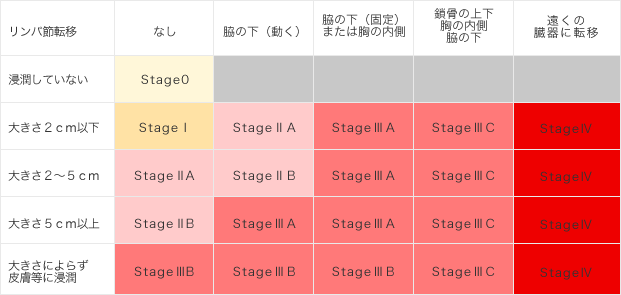 リンパ節転移 なし 脇の下（動く） 脇の下（固定） 鎖骨の上下 遠くの
または胸の内側 胸の内側 臓器に転移
脇の下
浸潤していない Stage0
大きさ２ｃｍ以下 StageⅠ StageⅡA StageⅢA StageⅢC StageⅣ
大きさ２〜５ｃｍ StageⅡA StageⅡB StageⅢA StageⅢC StageⅣ
大きさ５ｃｍ以上 StageⅡB StageⅢA StageⅢA StageⅢC StageⅣ
大きさによらず
皮膚等に浸潤 StageⅢB StageⅢB StageⅢB StageⅢC StageⅣ